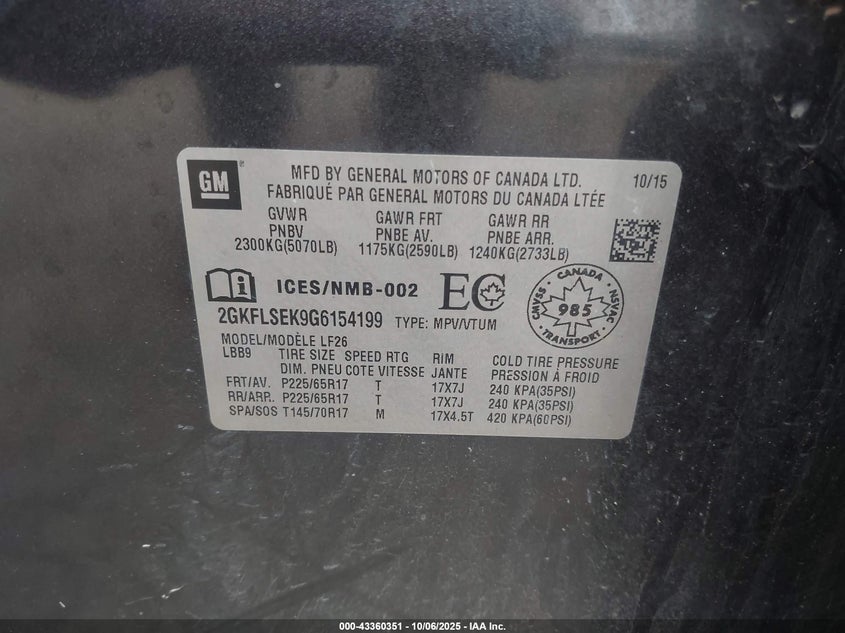 GM
MFD BY GENERAL MOTORS OF CANADA LTD. 10/15
FABRIQUÉ PAR GENERAL MOTORS DU CANADA LTÉE
GVWR GAWR FRT GAWR RR
PNBV PNBE AV. PNBE ARR.
2300KG(5070LB) 1175KG(2590LB) 1240KG(2733LB)
ICES/NMB-002 EC
CANADA
CMVSS 985 NSVAC
TRANSPORT
2GKFLSEK9G6154199 TYPE: MPV/VTUM
MODEL/MODÈLE LF26
LBB9 TIRE SIZE SPEED RTG RIM COLD TIRE PRESSURE
DIM. PNEU COTE VITESSE JANTE PRESSION À FROID
FRT/AV. P225/65R17 T 17X7J 240 KPA(35PSI)
RR/ARR. P225/65R17 T 17X7J 240 KPA(35PSI)
SPA/SOS T145/70R17 M 17X4.5T 420 KPA(60PSI)
000-43360351 - 10/06/2025 - IAA Inc.